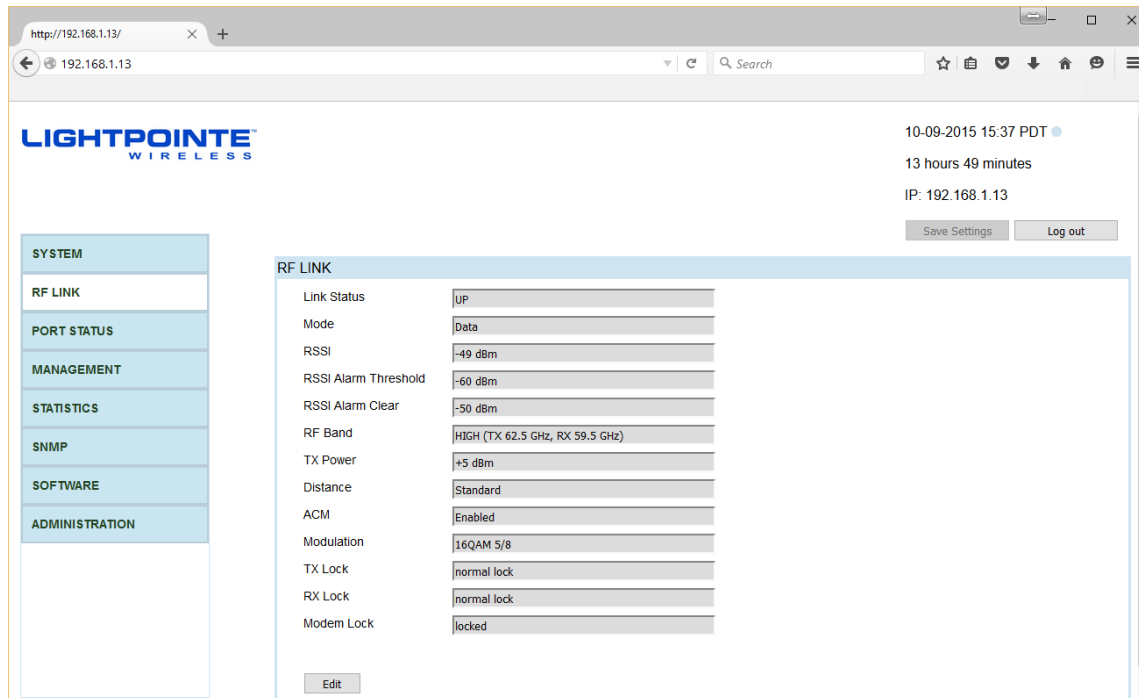 http://192.168.1.13/
192.168.1.13
Search
LIGHTPOINTE™
WIRELESS
10-09-2015 15:37 PDT
13 hours 49 minutes
IP: 192.168.1.13
Save Settings Log out
SYSTEM
RF LINK
PORT STATUS
MANAGEMENT
STATISTICS
SNMP
SOFTWARE
ADMINISTRATION
RF LINK
Link Status UP
Mode Data
RSSI -49 dBm
RSSI Alarm Threshold -60 dBm
RSSI Alarm Clear -50 dBm
RF Band HIGH (TX 62.5 GHz, RX 59.5 GHz)
TX Power +5 dBm
Distance Standard
ACM Enabled
Modulation 16QAM 5/8
TX Lock normal lock
RX Lock normal lock
Modem Lock locked
Edit